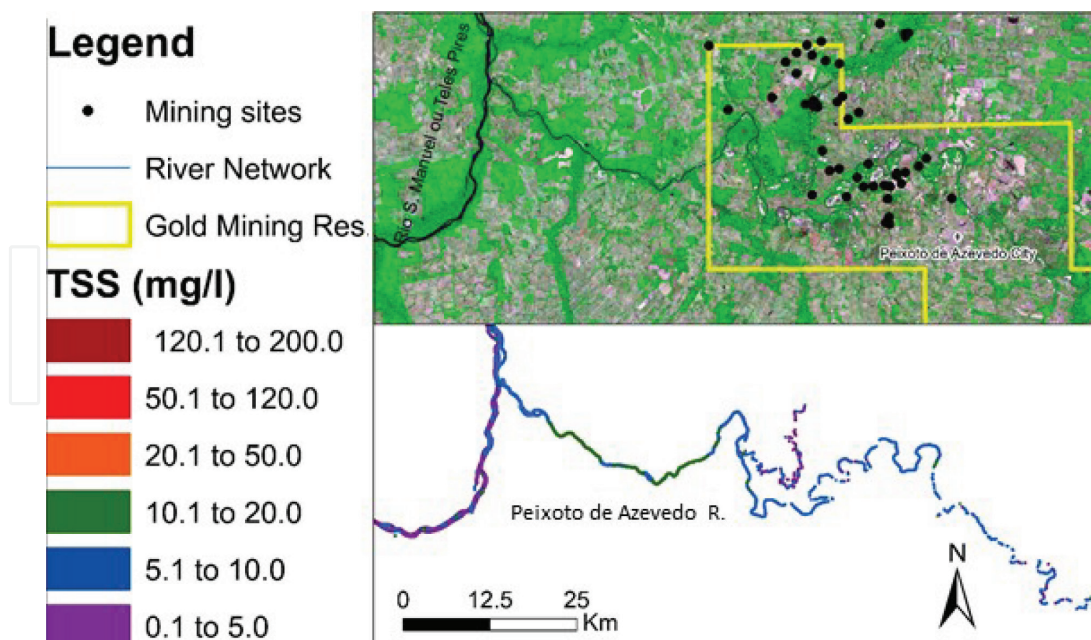 Legend
Mining sites
River Network
Gold Mining Res.
TSS (mg/l)
120.1 to 200.0
50.1 to 120.0
20.1 to 50.0
10.1 to 20.0
5.1 to 10.0
0.1 to 5.0
Rio S. Manuel ou Teles Pires
Peixoto de Azevedo City
Peixoto de Azevedo R.
N
0 12.5 25
Km